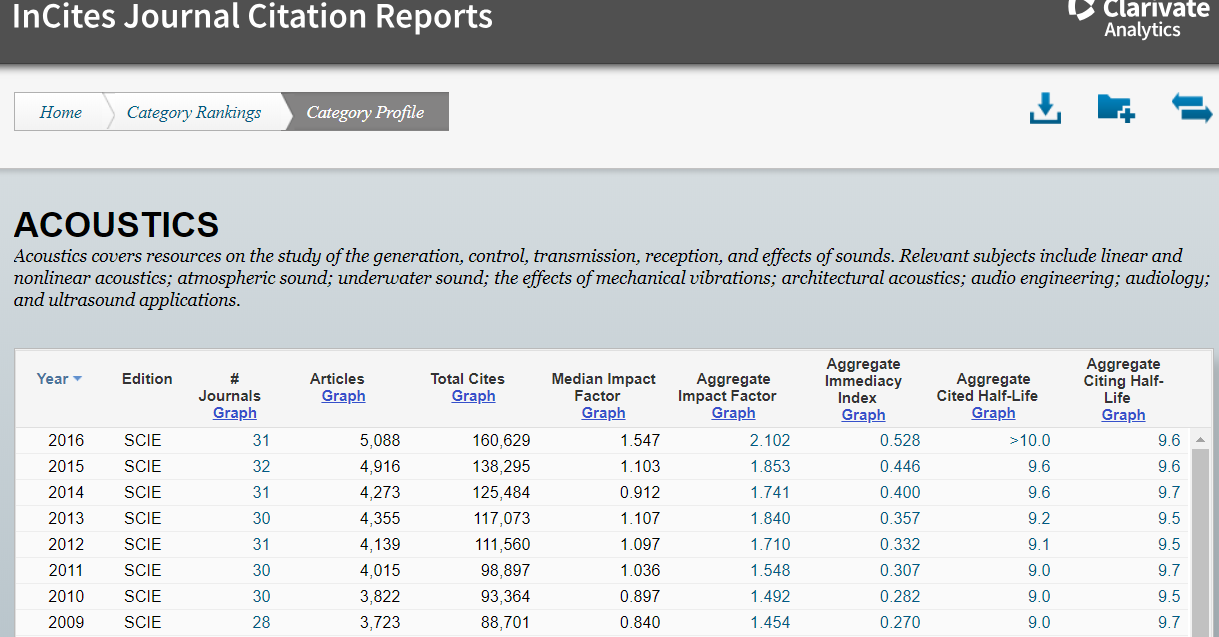 InCites Journal Citation Reports
Clarivate
Analytics
Home Category Rankings Category Profile
ACOUSTICS
Acoustics covers resources on the study of the generation, control, transmission, reception, and effects of sounds. Relevant subjects include linear and
nonlinear acoustics; atmospheric sound; underwater sound; the effects of mechanical vibrations; architectural acoustics; audio engineering; audiology;
and ultrasound applications.
Year Edition # Journals Graph Articles Graph Total Cites Graph Median Impact Factor Graph Aggregate Impact Factor Graph Aggregate Immediacy Index Graph Aggregate Cited Half-Life Graph Aggregate Citing Half-Life Graph
2016 SCIE 31 5,088 160,629 1.547 2.102 0.528 >10.0 9.6
2015 SCIE 32 4,916 138,295 1.103 1.853 0.446 9.6 9.6
2014 SCIE 31 4,273 125,484 0.912 1.741 0.400 9.6 9.7
2013 SCIE 30 4,355 117,073 1.107 1.840 0.357 9.2 9.5
2012 SCIE 31 4,139 111,560 1.097 1.710 0.332 9.1 9.5
2011 SCIE 30 4,015 98,897 1.036 1.548 0.307 9.0 9.7
2010 SCIE 30 3,822 93,364 0.897 1.492 0.282 9.0 9.5
2009 SCIE 28 3,723 88,701 0.840 1.454 0.270 9.0 9.7